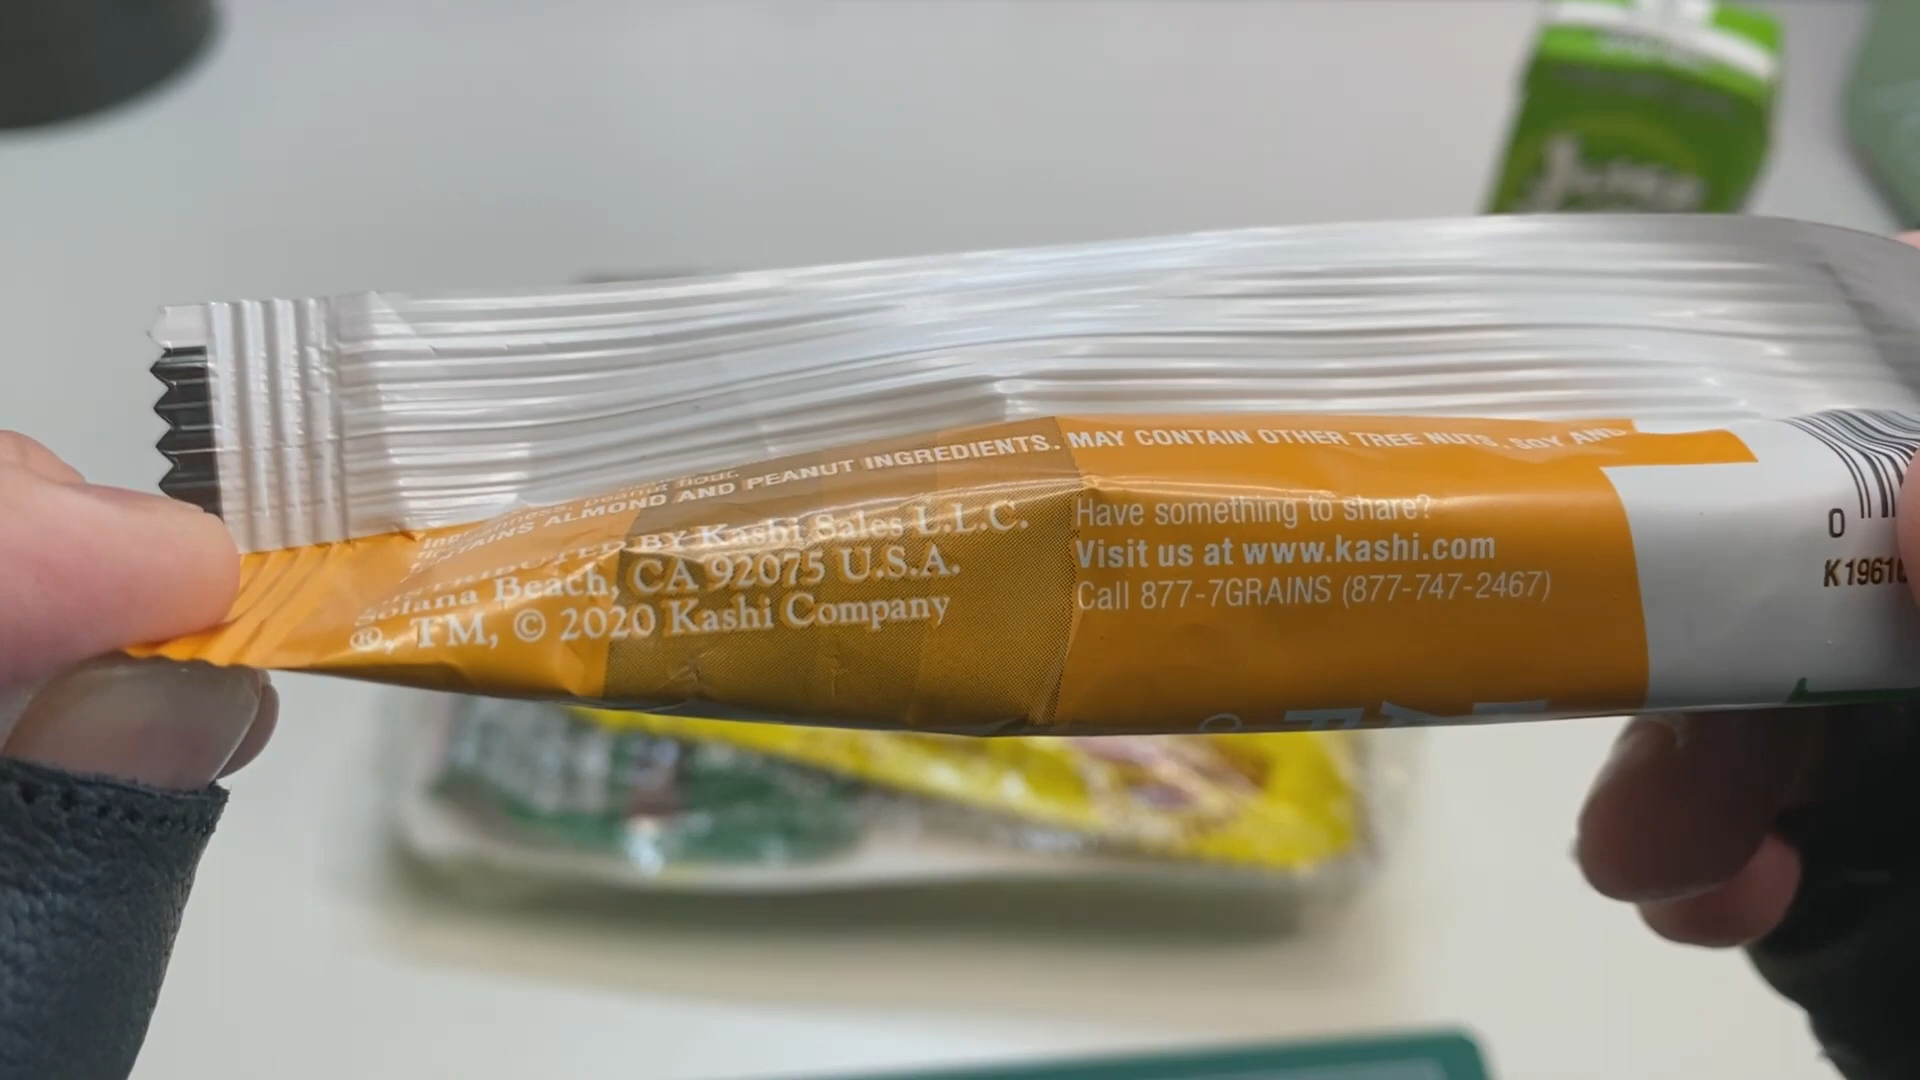 peanut flour.
CONTAINS ALMOND AND PEANUT INGREDIENTS. MAY CONTAIN OTHER TREE NUTS, SOY AND
DISTRIBUTED BY Kashi Sales L.L.C.
Solana Beach, CA 92075 U.S.A.
®, TM, © 2020 Kashi Company
Have something to share?
Visit us at www.kashi.com
Call 877-7GRAINS (877-747-2467)
0
Juice